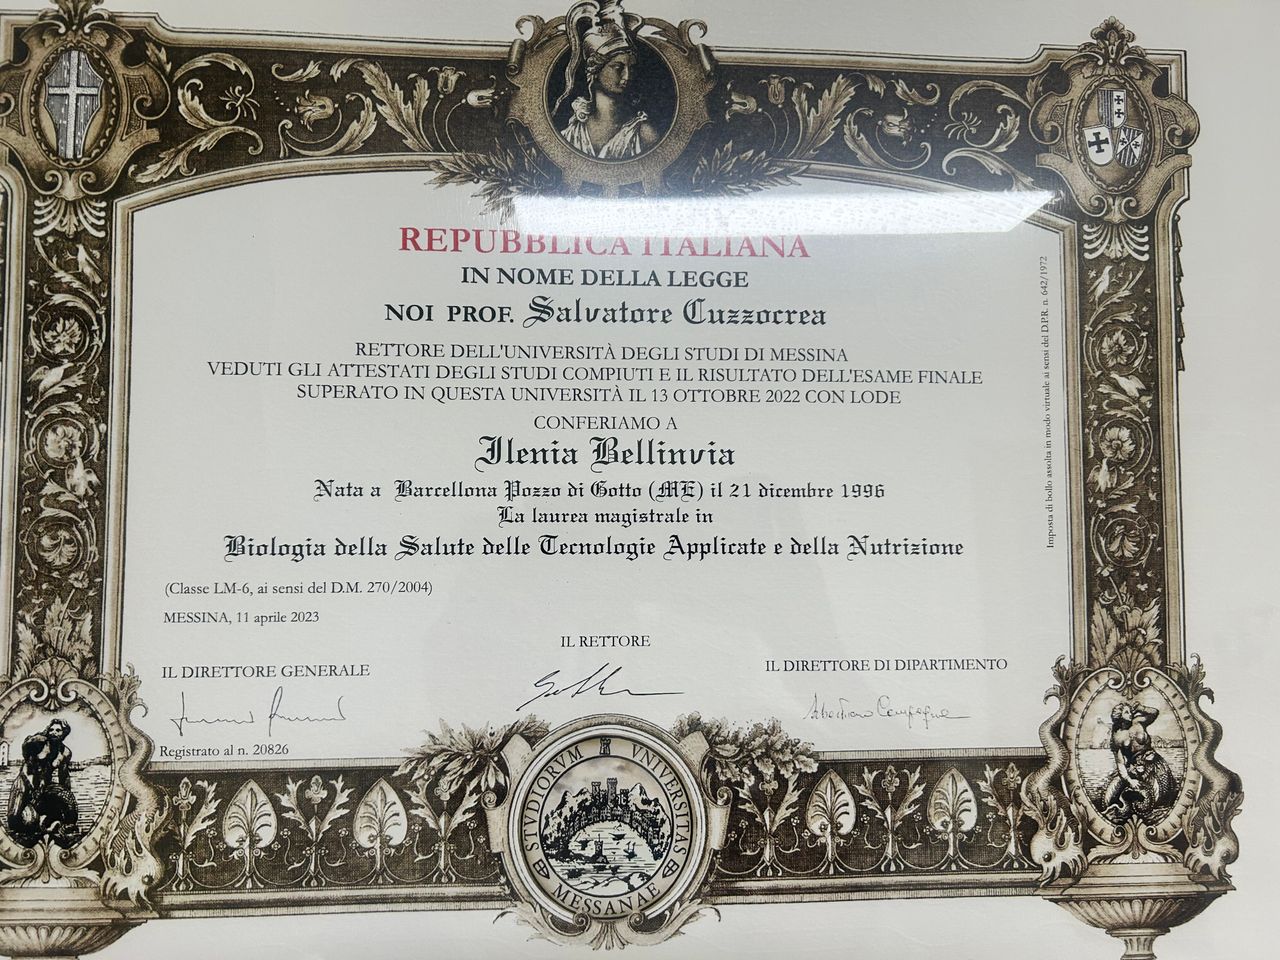 REPUBBLICA ITALIANA
IN NOME DELLA LEGGE
NOI PROF. Salvatore Cuzzocrea
RETTORE DELL'UNIVERSITÀ DEGLI STUDI DI MESSINA
VEDUTI GLI ATTESTATI DEGLI STUDI COMPIUTI E IL RISULTATO DELL'ESAME FINALE
SUPERATO IN QUESTA UNIVERSITÀ IL 13 OTTOBRE 2022 CON LODE
CONFERIAMO A
Ilenia Bellinvia
Nata a Barcellona Pozzo di Gotto (ME) il 21 dicembre 1996
La laurea magistrale in
Biologia della Salute delle Tecnologie Applicate e della Nutrizione
(Classe LM-6, ai sensi del D.M. 270/2004)
MESSINA, 11 aprile 2023
IL RETTORE
IL DIRETTORE GENERALE
IL DIRETTORE DI DIPARTIMENTO
Registrato al n. 20826
Imposta di bollo assolta in modo virtuale ai sensi del D.P.R. n. 642/1972
STUDIORVM VNIVERSITAS
MESSANAE